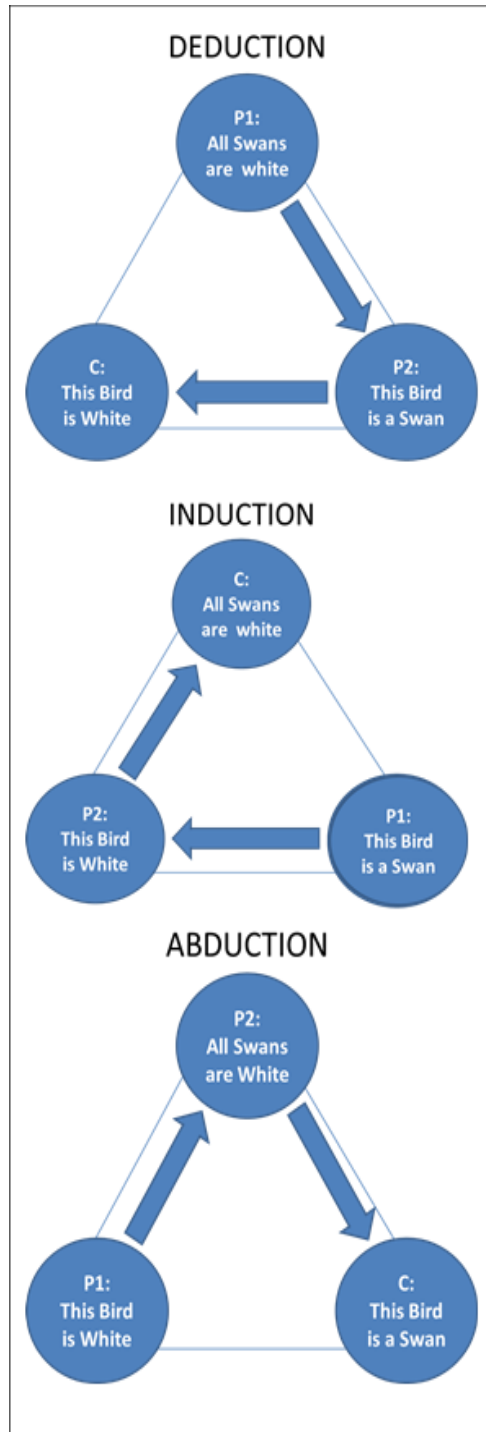 DEDUCTION
P1:
All Swans
are white
C:
This Bird
is White
P2:
This Bird
is a Swan
INDUCTION
C:
All Swans
are white
P2:
This Bird
is White
P1:
This Bird
is a Swan
ABDUCTION
P2:
All Swans
are White
P1:
This Bird
is White
C:
This Bird
is a Swan